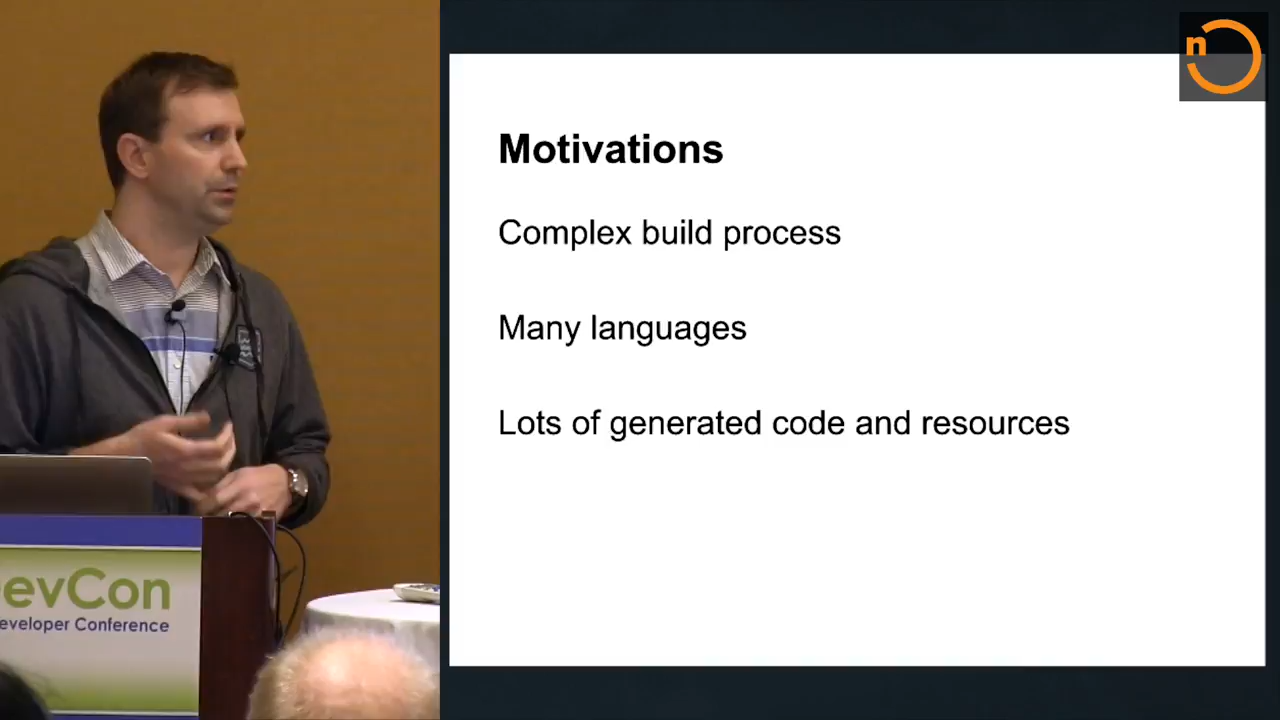 n
Motivations
Complex build process
Many languages
Lots of generated code and resources
evCon
eveloper Conference